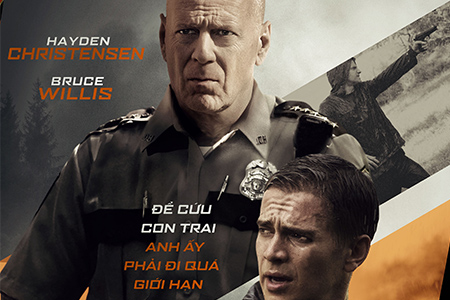 HAYDEN
CHRISTENSEN
BRUCE
WILLIS
ĐỂ CỨU
CON TRAI
ANH ẤY
PHẢI ĐI QUÁ
GIỚI HẠN